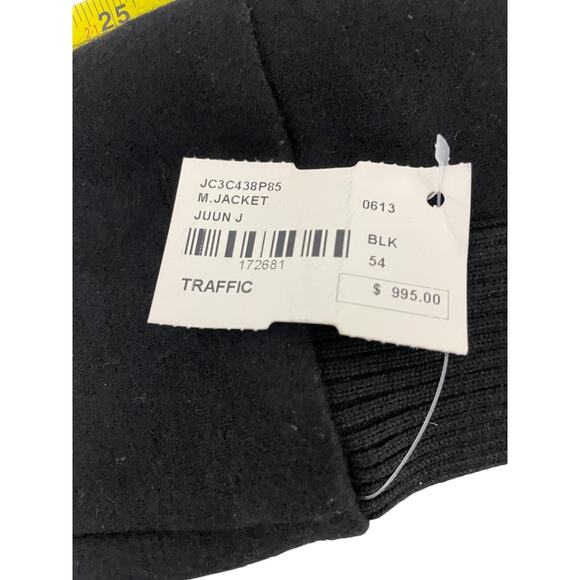 25
JC3C438P85
M.JACKET
JUUN J
172681
TRAFFIC
0613
BLK
54
$ 995.00